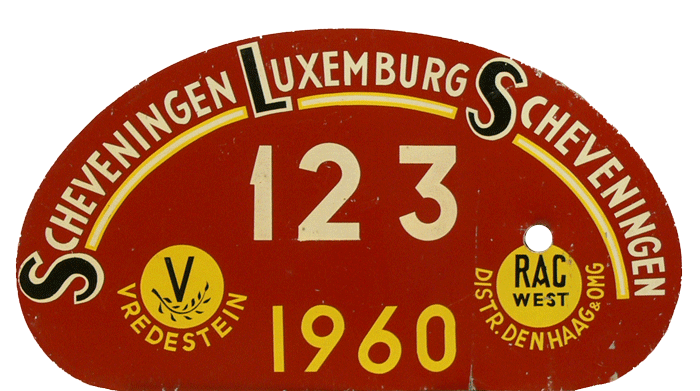 SCHEVENINGEN LUXEMBURG SCHEVENINGEN
123
V
VREDESTEIN
1960
RAC
WEST
DISTR. DEN HAAG & OMG